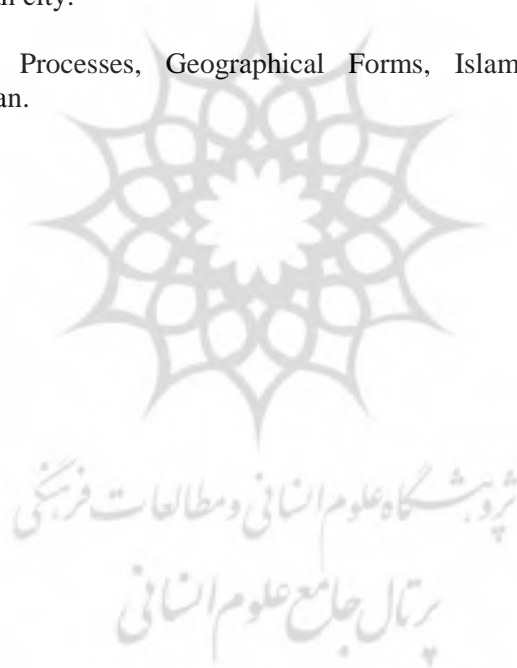 city.
Processes, Geographical Forms, Islam
an.
پژوهشگاه علوم انسانی و مطالعات فرهنگی
پرتال جامع علوم انسانی